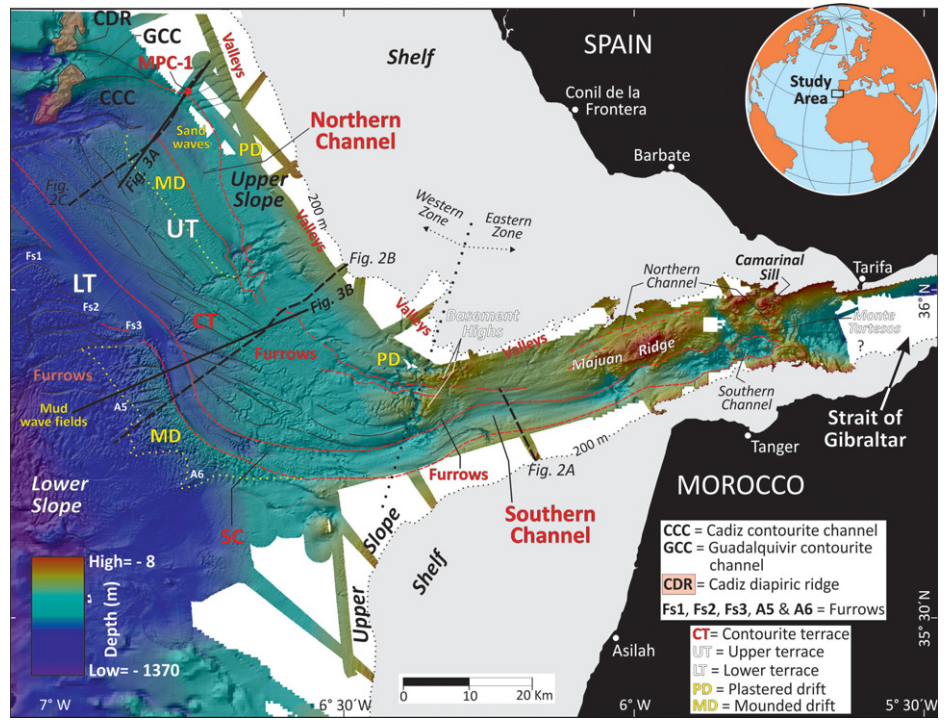 CDR
GCC
MPC-1
CCC
Valleys
Shelf
SPAIN
Study
Area
Conil de la
Frontera
Sand
waves
Northern
Channel
PD
Barbate
MD
Fig. 3A
Fig.
2C
Upper
Slope
200 m.
Western
Zone
Eastern
Zone
UT
Valleys
Camarinal
Sill
Northern
Channel
Tarifa
36° N
Fs1
LT
Fig. 2B
Fig. 3B
Fs2
Fs3
CT
Valleys
Basement
Highs
Monte
Tartesos
?
Furrows
PD
Valleys
Majuan Ridge
Furrows
Mud
wave fields
A5
MD
Southern
Channel
Strait of
Gibraltar
Tanger
200 m.
Fig. 2A
A6
Furrows
Lower
Slope
SC
Southern
Channel
MOROCCO
Upper Slope
Shelf
High= - 8
Depth (m)
Low= - 1370
CCC = Cadiz contourite channel
GCC = Guadalquivir contourite
channel
CDR = Cadiz diapiric ridge
Fs1, Fs2, Fs3, A5 & A6 = Furrows
35° 30´N
Asilah
CT= Contourite terrace
UT= Upper terrace
LT= Lower terrace
PD= Plastered drift
MD= Mounded drift
0 10 20 Km
7° W
6° 30´W
6° W
5° 30´W